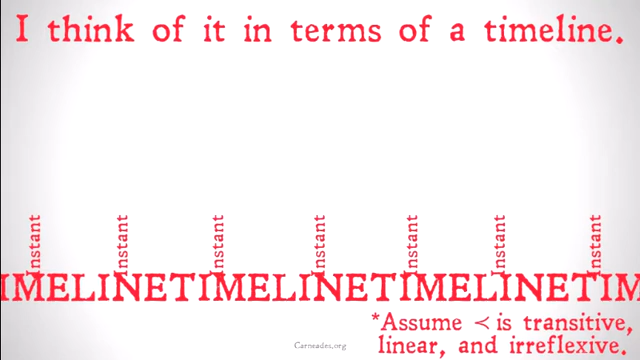 I think of it in terms of a timeline.
Instant Instant Instant Instant Instant Instant Instant
IMELINETIMELINETIMELINETIM
*Assume ≺ is transitive,
linear, and irreflexive.
Carneades.org